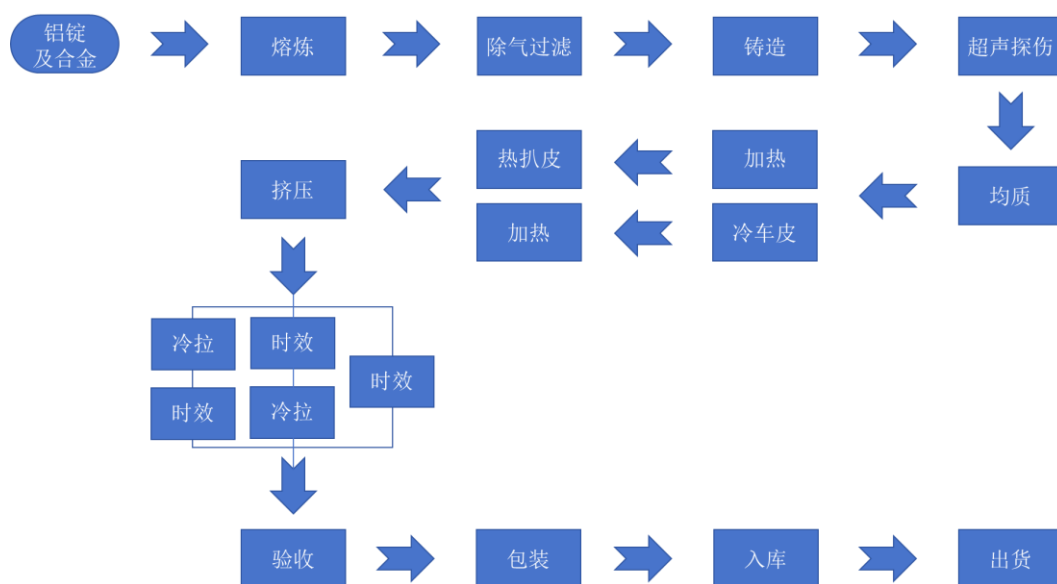 铝锭
及合金
熔炼
除气过滤
铸造
超声探伤
热扒皮
加热
挤压
均质
加热
冷车皮
冷拉
时效
时效
时效
冷拉
验收
包装
入库
出货